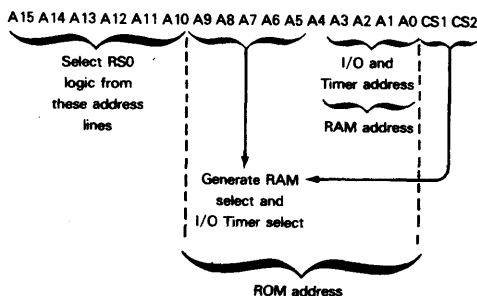 A15 A14 A13 A12 A11 A10 A9 A8 A7 A6 A5 A4 A3 A2 A1 A0 CS1 CS2
Select RS0
logic from
these address
lines
I/O and
Timer address
RAM address
Generate RAM
select and
I/O Timer select
ROM address